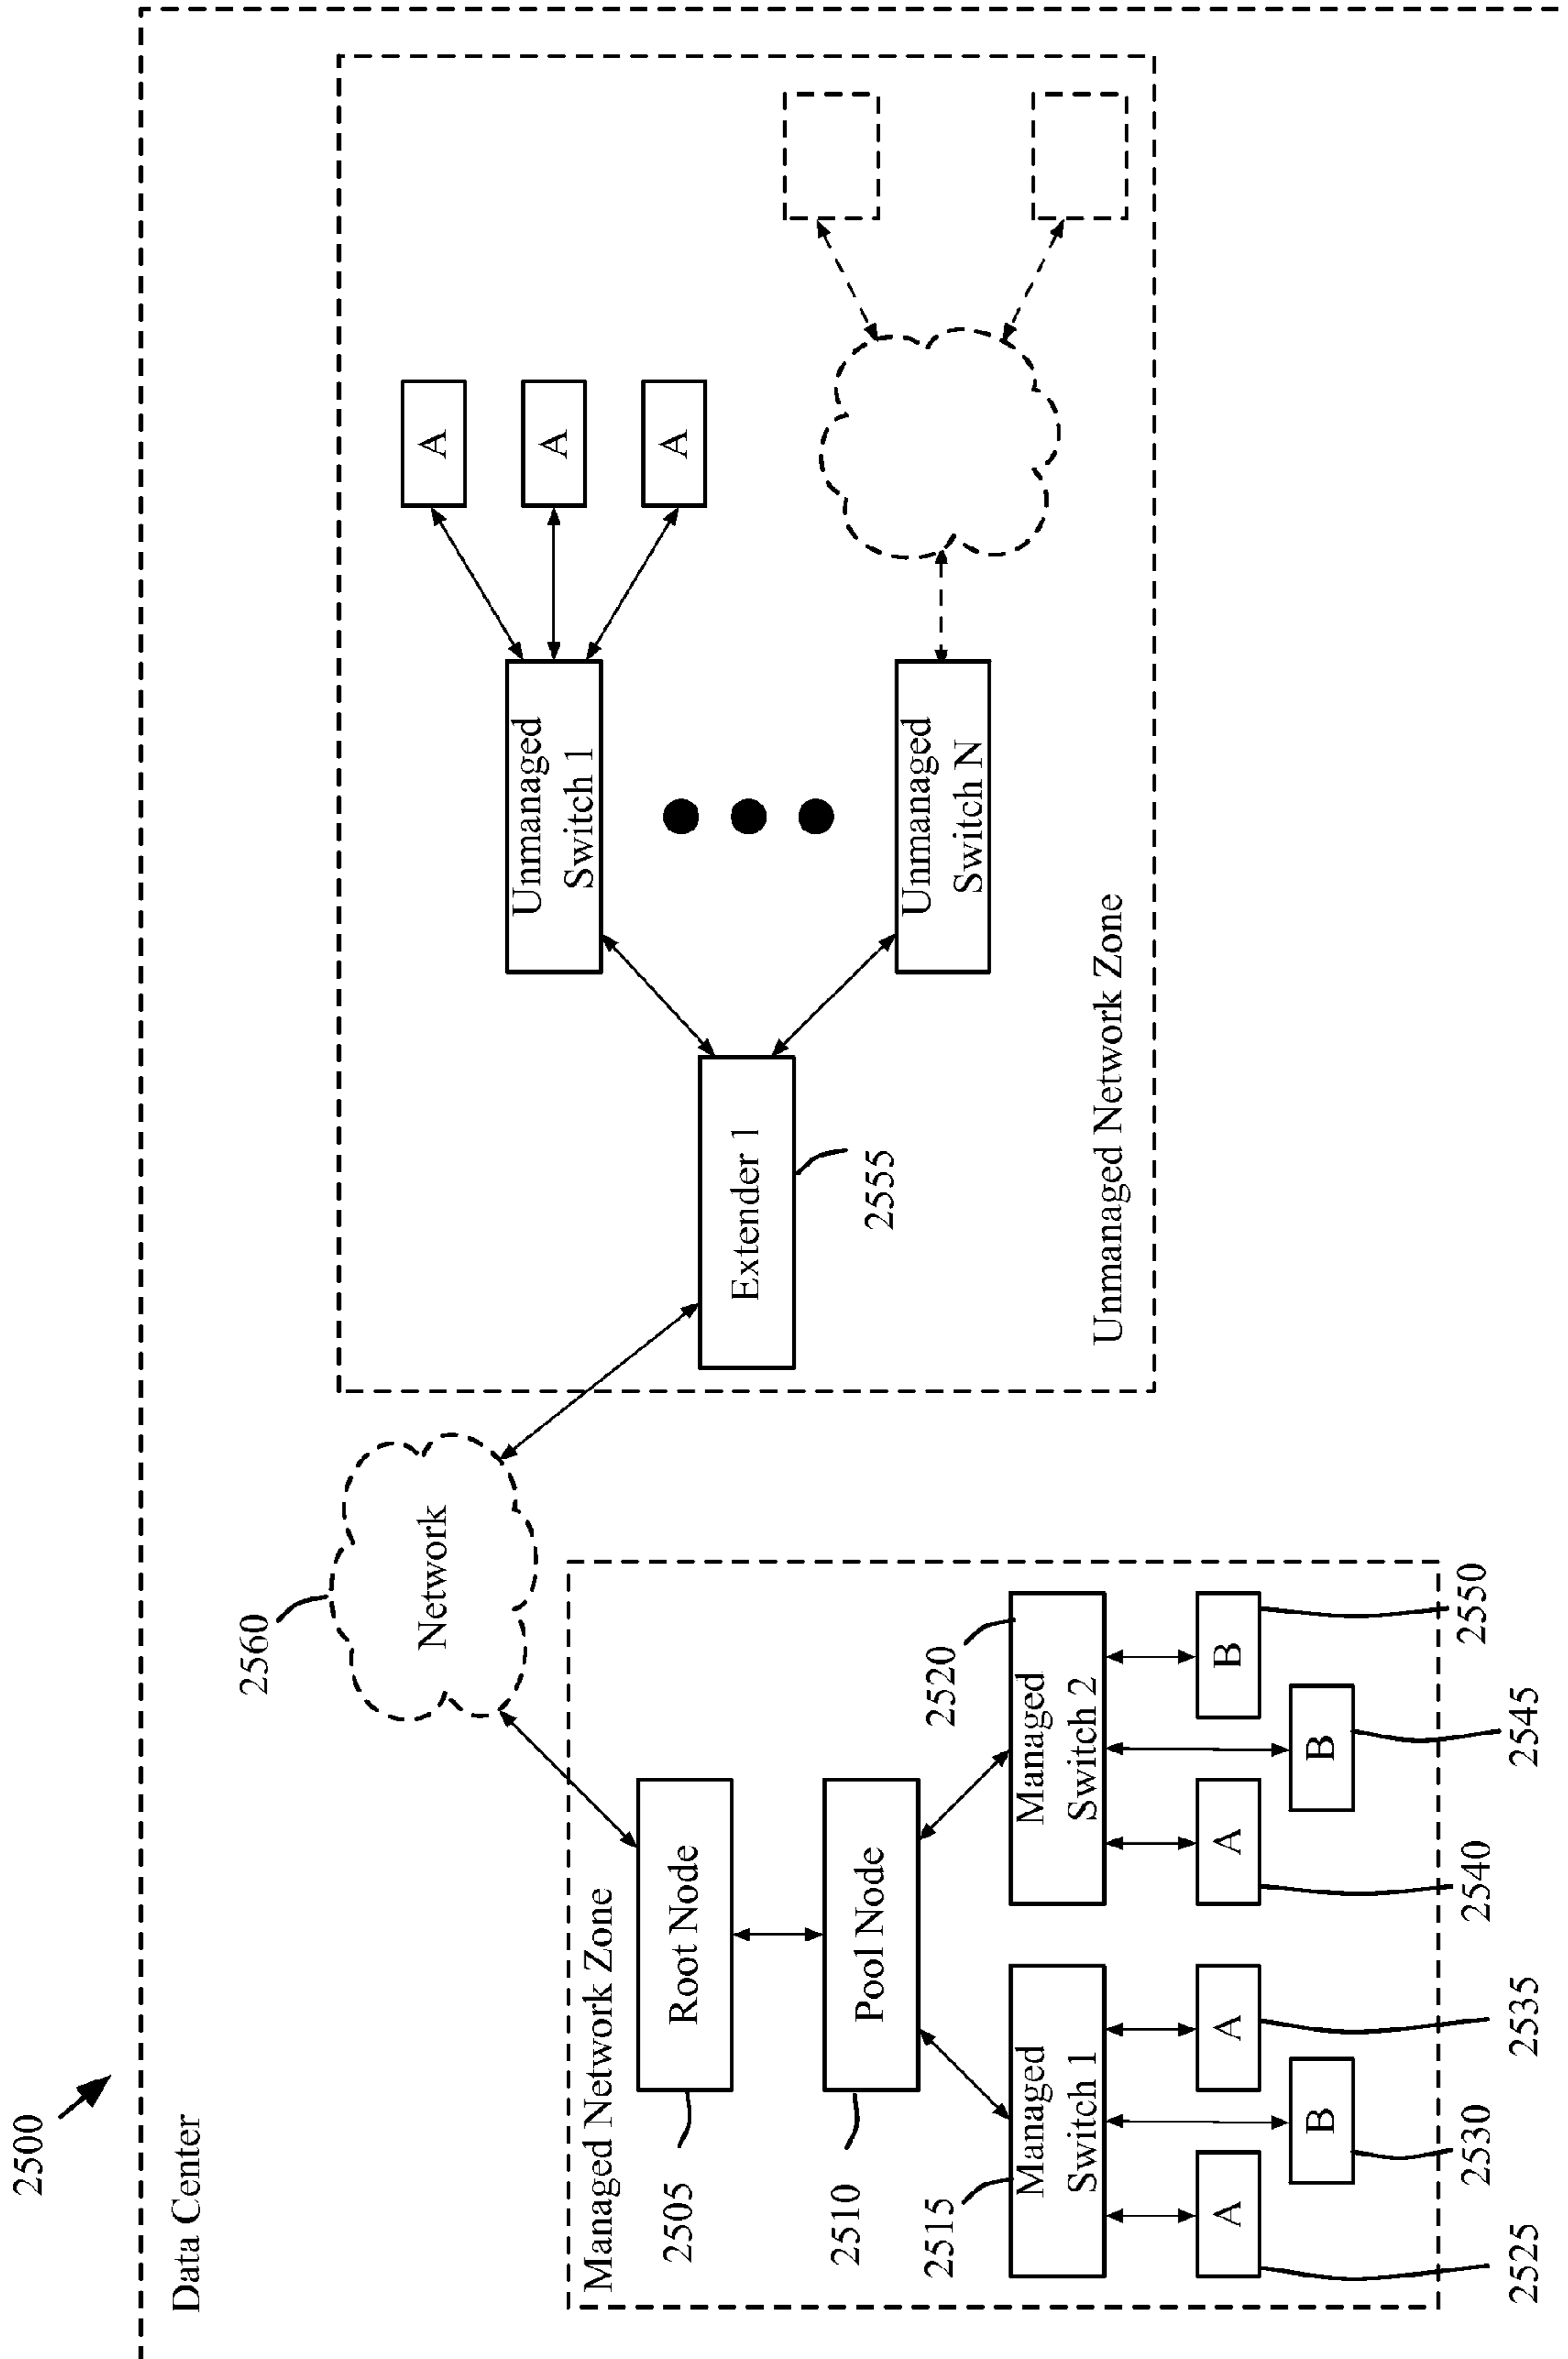 2500
Data Center
2560
Network
Managed Network Zone
2505
Root Node
2510
Pool Node
2515
Managed
Switch 1
2520
Managed
Switch 2
A
B
A
A
B
B
2525
2530
2535
2540
2545
2550
Extender 1
2555
Unmanaged
Switch 1
A
A
A
Unmanaged
Switch N
Unmanaged Network Zone